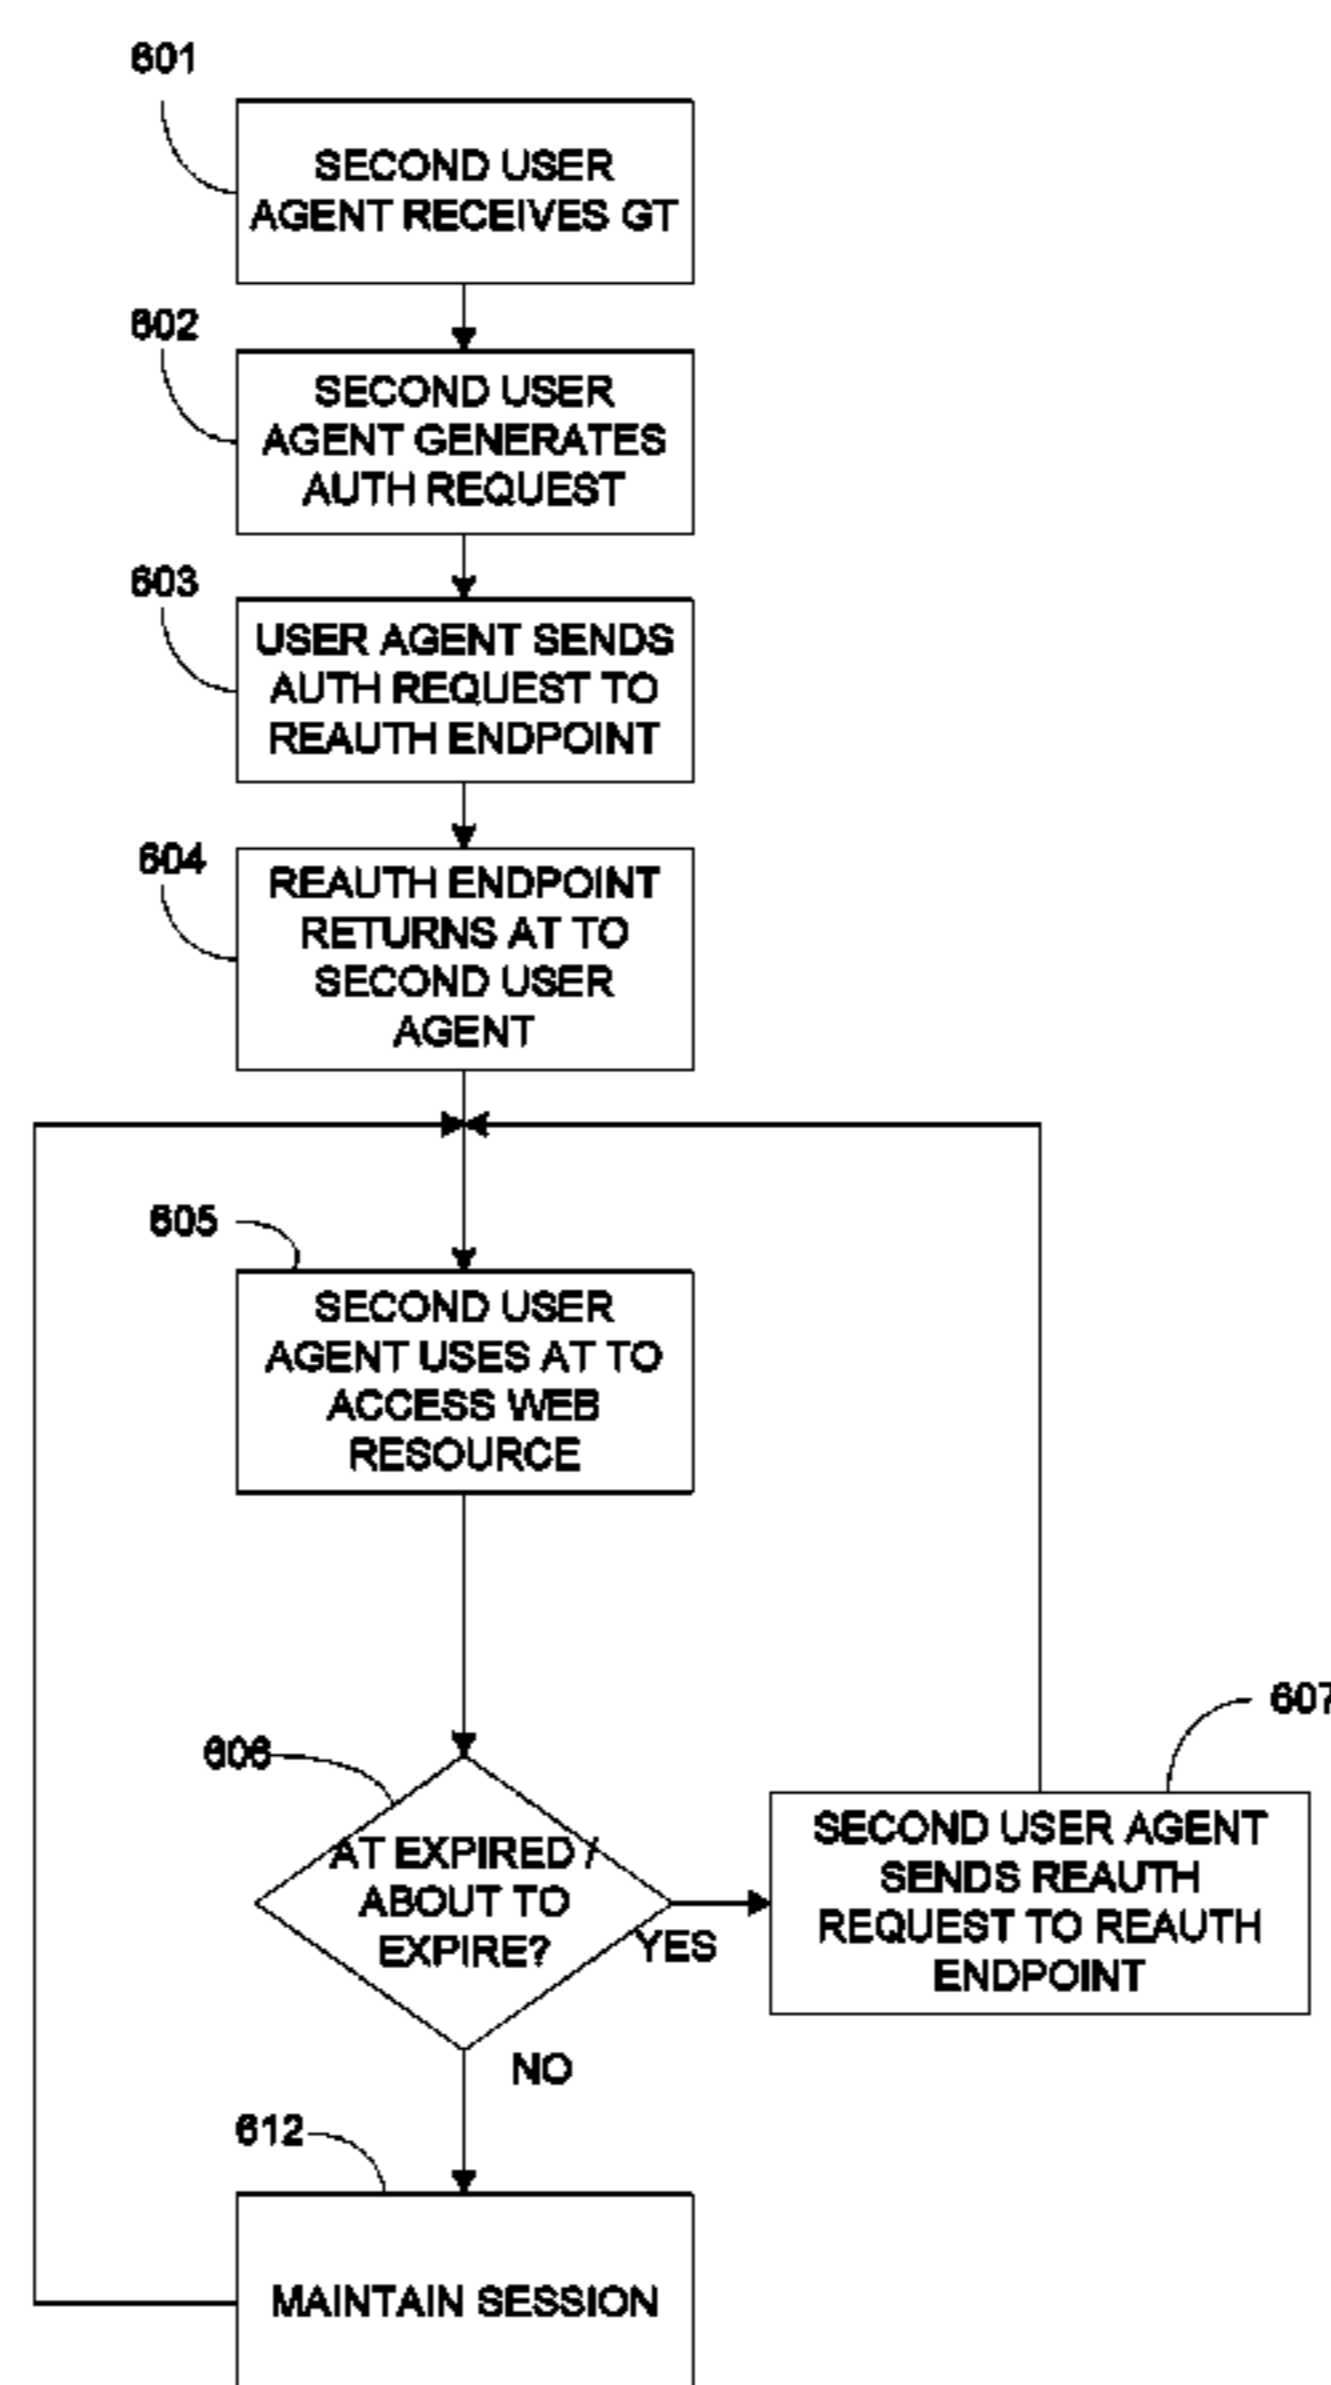 601
SECOND USER
AGENT RECEIVES GT
602
SECOND USER
AGENT GENERATES
AUTH REQUEST
603
USER AGENT SENDS
AUTH REQUEST TO
REAUTH ENDPOINT
604
REAUTH ENDPOINT
RETURNS AT TO
SECOND USER
AGENT
605
SECOND USER
AGENT USES AT TO
ACCESS WEB
RESOURCE
606
AT EXPIRED /
ABOUT TO
EXPIRE?
YES
607
SECOND USER AGENT
SENDS REAUTH
REQUEST TO REAUTH
ENDPOINT
NO
612
MAINTAIN SESSION